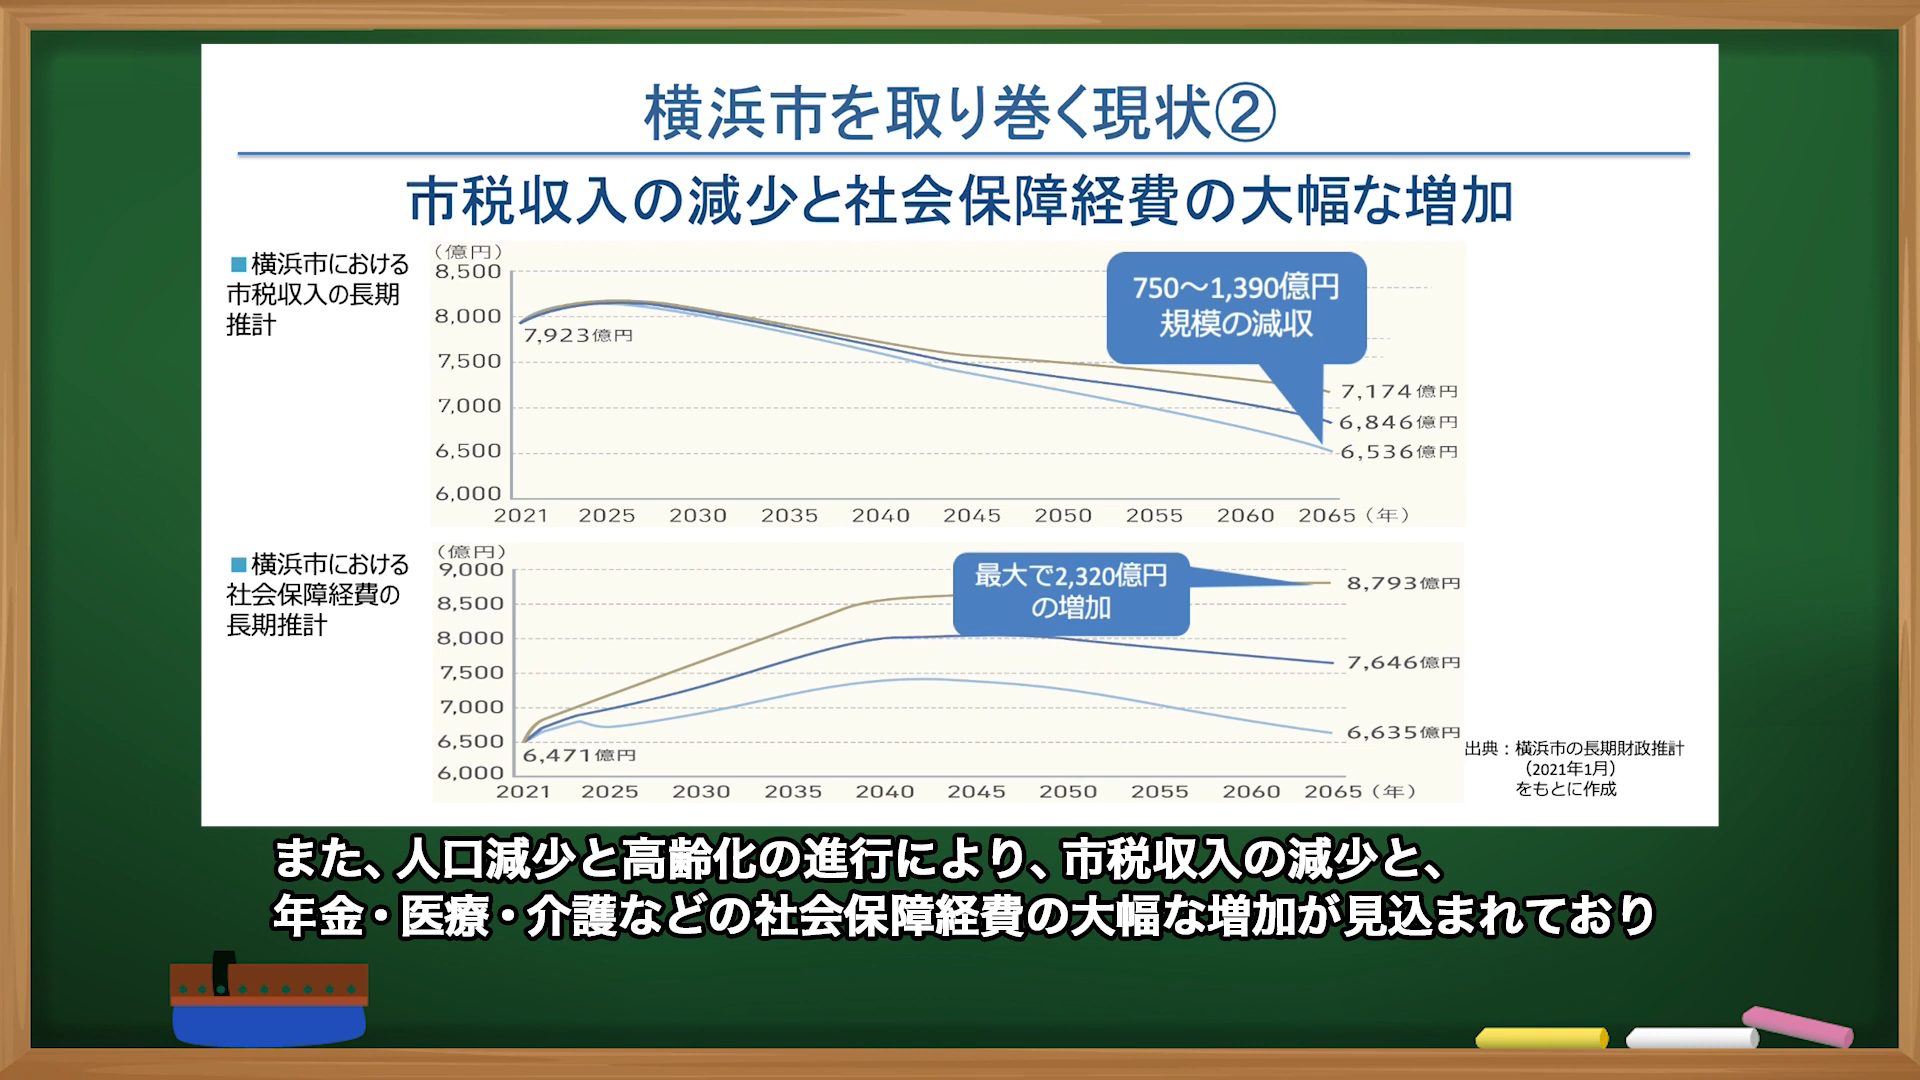 横浜市を取り巻く現状②
市税収入の減少と社会保障経費の大幅な増加
■横浜市における
市税収入の長期
推計
（億円）
8,500
8,000
7,500
7,000
6,500
6,000
7,923億円
750～1,390億円
規模の減収
7,174億円
6,846億円
6,536億円
2021 2025 2030 2035 2040 2045 2050 2055 2060 2065（年）
■横浜市における
社会保障経費の
長期推計
（億円）
9,000
8,500
8,000
7,500
7,000
6,500
6,000
6,471億円
最大で2,320億円
の増加
8,793億円
7,646億円
6,635億円
2021 2025 2030 2035 2040 2045 2050 2055 2060 2065（年）
出典：横浜市の長期財政推計
（2021年1月）
をもとに作成
また、人口減少と高齢化の進行により、市税収入の減少と、
年金・医療・介護などの社会保障経費の大幅な増加が見込まれており